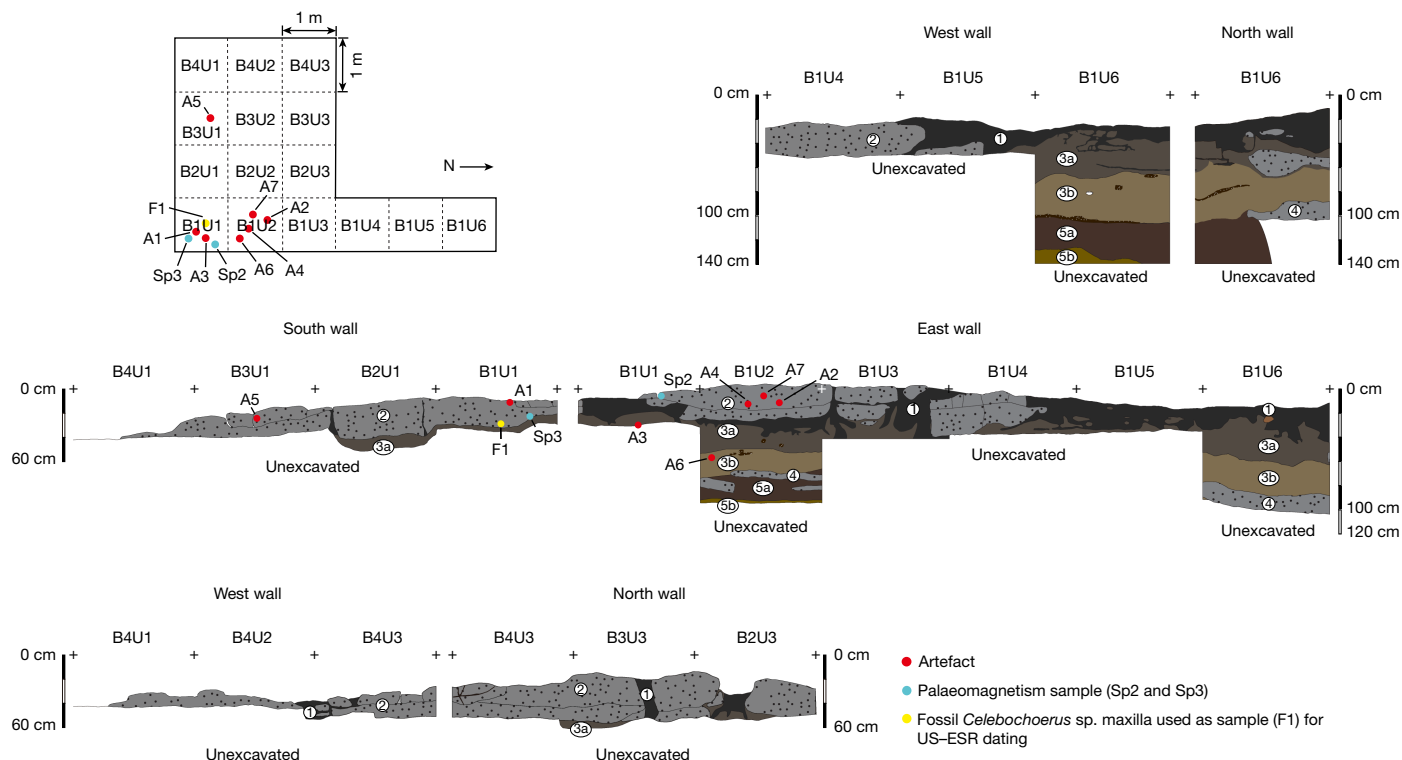 1 m
1 m
B4U1 B4U2 B4U3
A5
B3U1 B3U2 B3U3
B2U1 B2U2 B2U3
N
A7
F1
A2
B1U1 B1U2 B1U3 B1U4 B1U5 B1U6
A1
Sp3 A3 Sp2 A6 A4
West wall North wall
B1U4 B1U5 B1U6 B1U6
0 cm 0 cm
2 1 3a
Unexcavated
3b
4
100 cm 100 cm
5a
5b
140 cm 140 cm
Unexcavated Unexcavated
South wall East wall
B4U1 B3U1 B2U1 B1U1 B1U1 B1U2 B1U3 B1U4 B1U5 B1U6
0 cm 0 cm
A5 A1 Sp2 A4 A7 A2
2 2 1 1
3a 3a 3a
F1 Sp3 A3
60 cm
Unexcavated Unexcavated
A6 3b 4 3b
5a
5b 4
100 cm
Unexcavated Unexcavated
120 cm
West wall North wall
B4U1 B4U2 B4U3 B4U3 B3U3 B2U3
0 cm 0 cm
1 2 2 1
3a
60 cm 60 cm
Unexcavated Unexcavated
Artefact
Palaeomagnetism sample (Sp2 and Sp3)
Fossil Celebochoerus sp. maxilla used as sample (F1) for
US–ESR dating